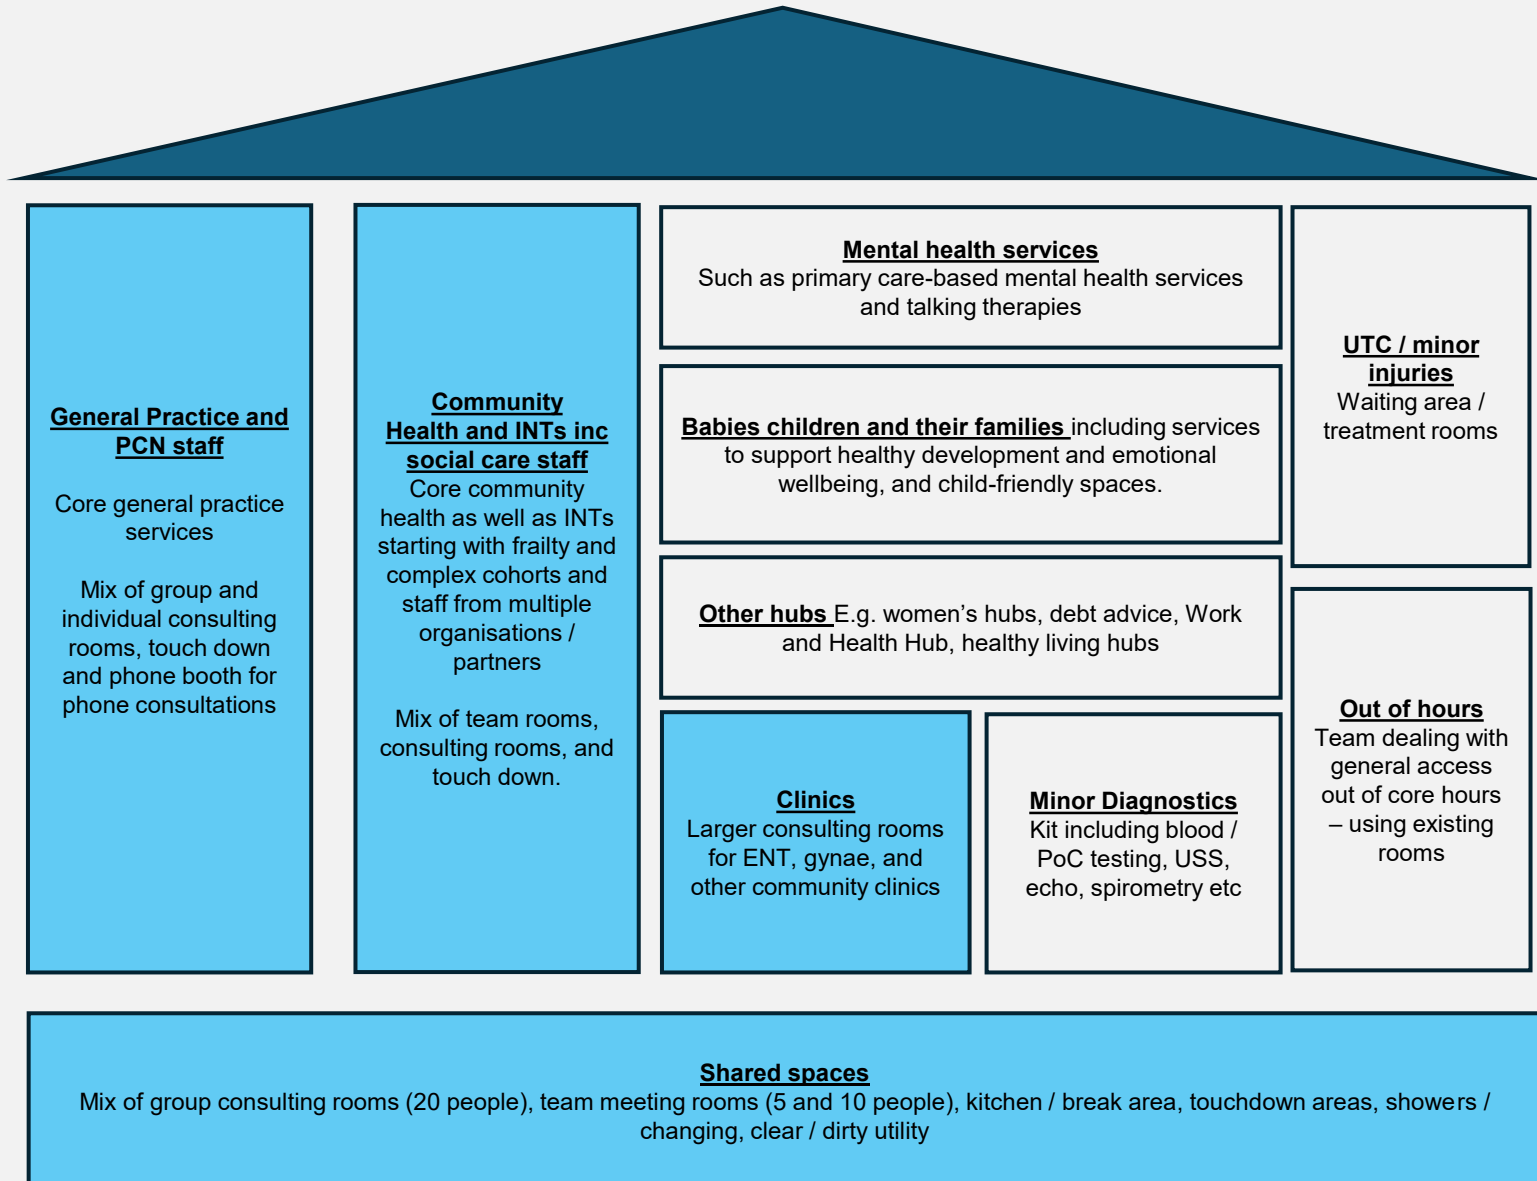 General Practice and
PCN staff
Core general practice
services
Mix of group and
individual consulting
rooms, touch down
and phone booth for
phone consultations
Community
Health and INTs inc
social care staff
Core community
health as well as INTs
starting with frailty and
complex cohorts and
staff from multiple
organisations /
partners
Mix of team rooms,
consulting rooms, and
touch down.
Mental health services
Such as primary care-based mental health services
and talking therapies
Babies children and their families including services
to support healthy development and emotional
wellbeing, and child-friendly spaces.
Other hubs E.g. women’s hubs, debt advice, Work
and Health Hub, healthy living hubs
Clinics
Larger consulting rooms
for ENT, gynae, and
other community clinics
Minor Diagnostics
Kit including blood /
PoC testing, USS,
echo, spirometry etc
UTC / minor
injuries
Waiting area /
treatment rooms
Out of hours
Team dealing with
general access
out of core hours
– using existing
rooms
Shared spaces
Mix of group consulting rooms (20 people), team meeting rooms (5 and 10 people), kitchen / break area, touchdown areas, showers /
changing, clear / dirty utility